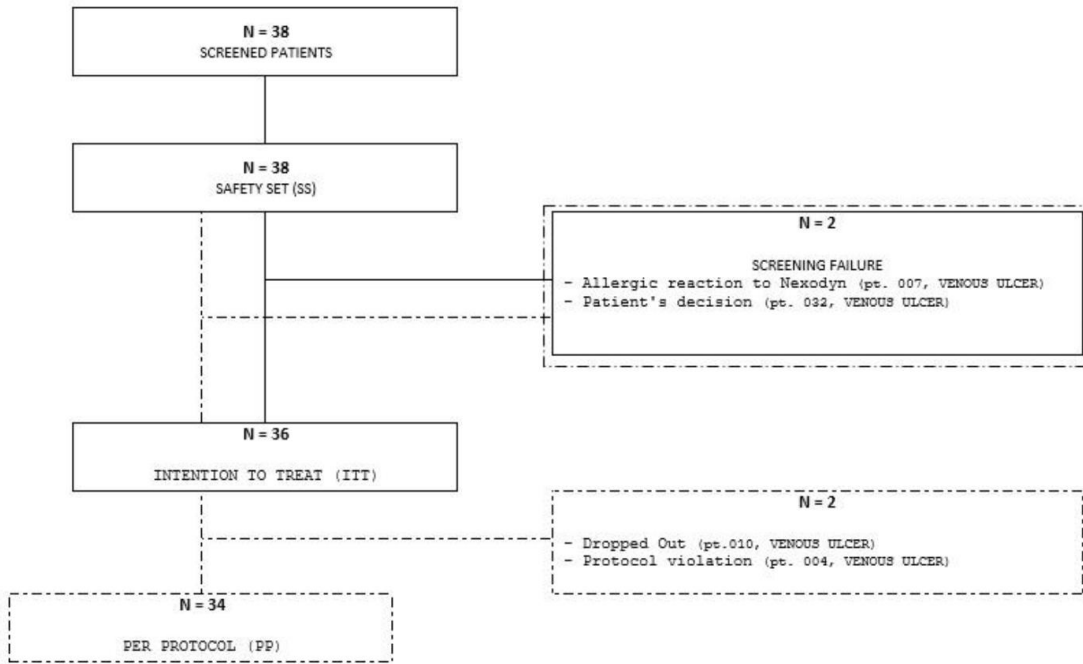 N = 38
SCREENED PATIENTS
N = 38
SAFETY SET (SS)
N = 2
SCREENING FAILURE
- Allergic reaction to Nexodyn (pt. 007, VENOUS ULCER)
- Patient's decision (pt. 032, VENOUS ULCER)
N = 36
INTENTION TO TREAT (ITT)
N = 2
- Dropped Out (pt.010, VENOUS ULCER)
- Protocol violation (pt. 004, VENOUS ULCER)
N = 34
PER PROTOCOL (PP)